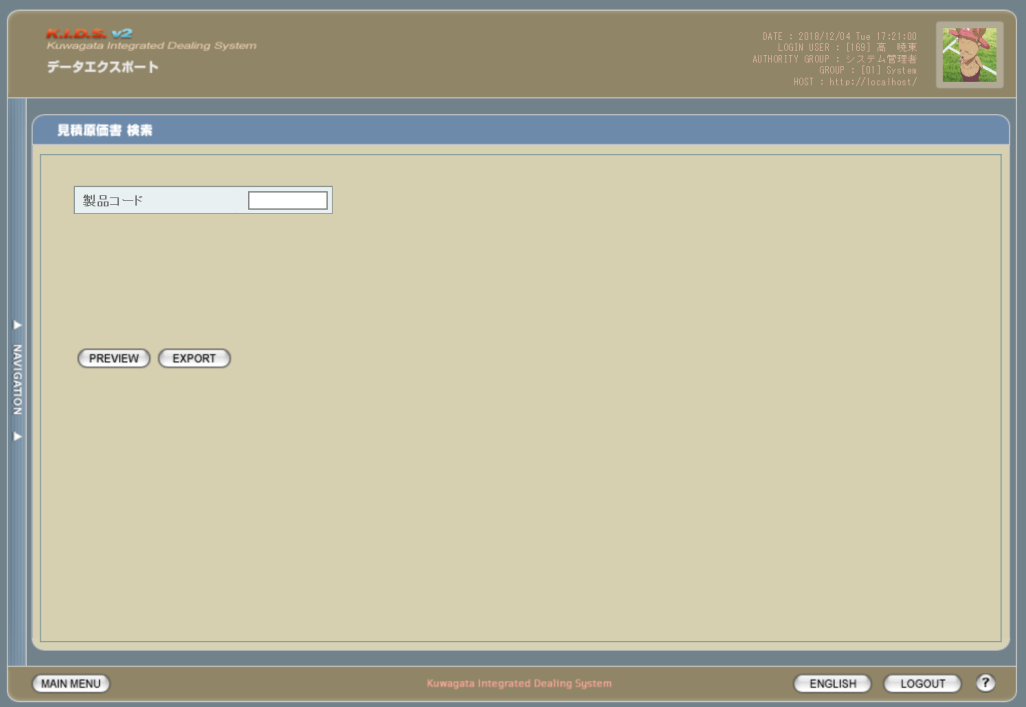 K.I.D.S. v2
Kuwagata Integrated Dealing System
データエクスポート
DATE : 2018/12/04 Tue 17:21:00
LOGIN USER : [169] 高 暁東
AUTHORITY GROUP : システム管理者
GROUP : [01] System
HOST : http://localhost/
見積原価書 検索
製品コード
PREVIEW EXPORT
NAVIGATION
MAIN MENU
Kuwagata Integrated Dealing System
ENGLISH
LOGOUT
?